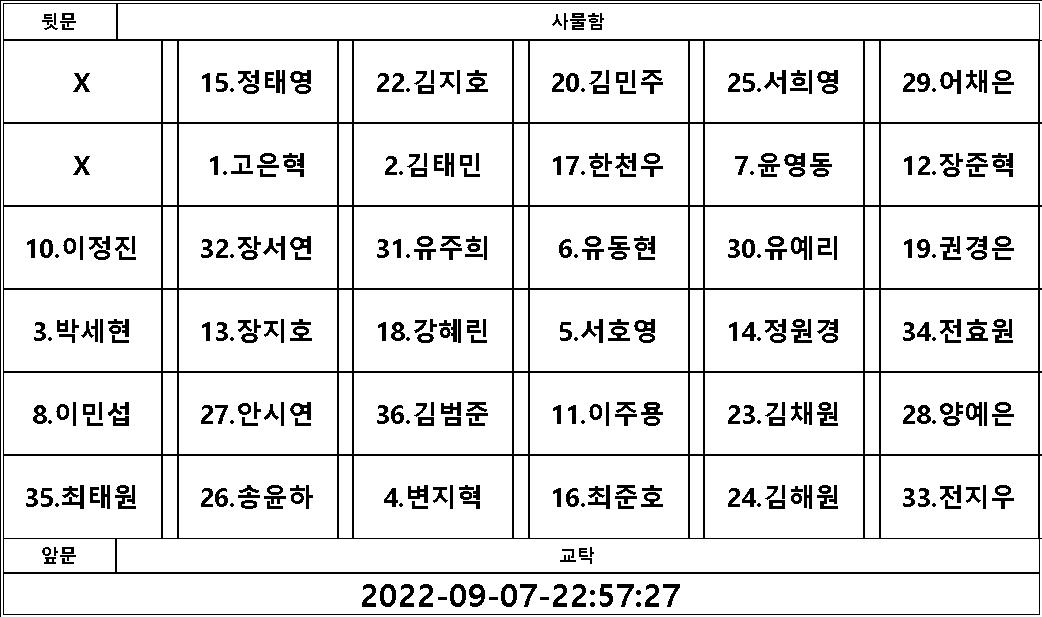 뒷문 사물함
X 15.정태영 22.김지호 20.김민주 25.서희영 29.어채은
X 1.고은혁 2.김태민 17.한천우 7.윤영동 12.장준혁
10.이정진 32.장서연 31.유주희 6.유동현 30.유예리 19.권경은
3.박세현 13.장지호 18.강혜린 5.서호영 14.정원경 34.전효원
8.이민섭 27.안시연 36.김범준 11.이주용 23.김채원 28.양예은
35.최태원 26.송윤하 4.변지혁 16.최준호 24.김해원 33.전지우
앞문 교탁
2022-09-07-22:57:27